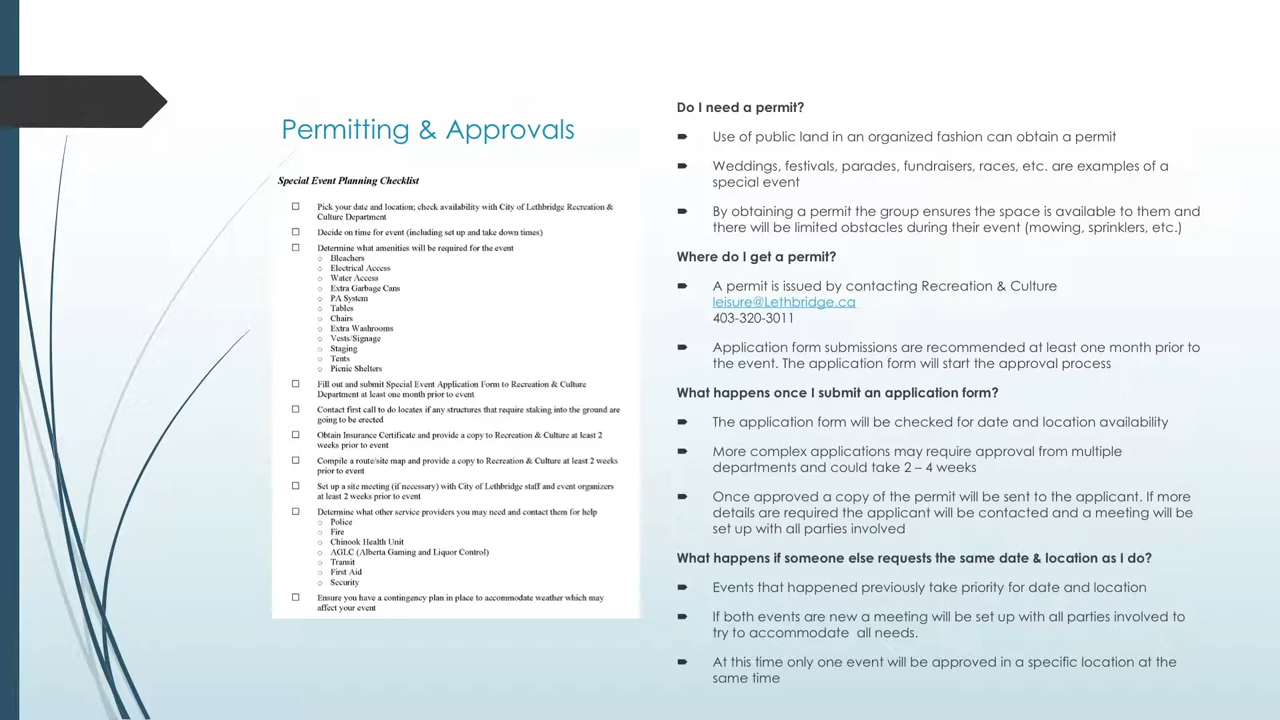 Permitting & Approvals
Special Event Planning Checklist
Pick your date and location; check availability with City of Lethbridge Recreation &
Culture Department
Decide on time for event (including set up and take down times)
Determine what amenities will be required for the event
Bleachers
Electrical Access
Water Access
Extra Garbage Cans
PA System
Tables
Chairs
Extra Washrooms
Vests/Signage
Staging
Tents
Picnic Shelters
Fill out and submit Special Event Application Form to Recreation & Culture
Department at least one month prior to event
Contact first call to do locates if any structures that require staking into the ground are
going to be erected
Obtain Insurance Certificate and provide a copy to Recreation & Culture at least 2
weeks prior to event
Compile a route/site map and provide a copy to Recreation & Culture at least 2 weeks
prior to event
Set up a site meeting (if necessary) with City of Lethbridge staff and event organizers
at least 2 weeks prior to event
Determine what other service providers you may need and contact them for help
Police
Fire
Chinook Health Unit
AGLC (Alberta Gaming and Liquor Control)
Transit
First Aid
Security
Ensure you have a contingency plan in place to accommodate weather which may
affect your event
Do I need a permit?
Use of public land in an organized fashion can obtain a permit
Weddings, festivals, parades, fundraisers, races, etc. are examples of a
special event
By obtaining a permit the group ensures the space is available to them and
there will be limited obstacles during their event (mowing, sprinklers, etc.)
Where do I get a permit?
A permit is issued by contacting Recreation & Culture
leisure@Lethbridge.ca
403-320-3011
Application form submissions are recommended at least one month prior to
the event. The application form will start the approval process
What happens once I submit an application form?
The application form will be checked for date and location availability
More complex applications may require approval from multiple
departments and could take 2 – 4 weeks
Once approved a copy of the permit will be sent to the applicant. If more
details are required the applicant will be contacted and a meeting will be
set up with all parties involved
What happens if someone else requests the same date & location as I do?
Events that happened previously take priority for date and location
If both events are new a meeting will be set up with all parties involved to
try to accommodate  all needs.
At this time only one event will be approved in a specific location at the
same time